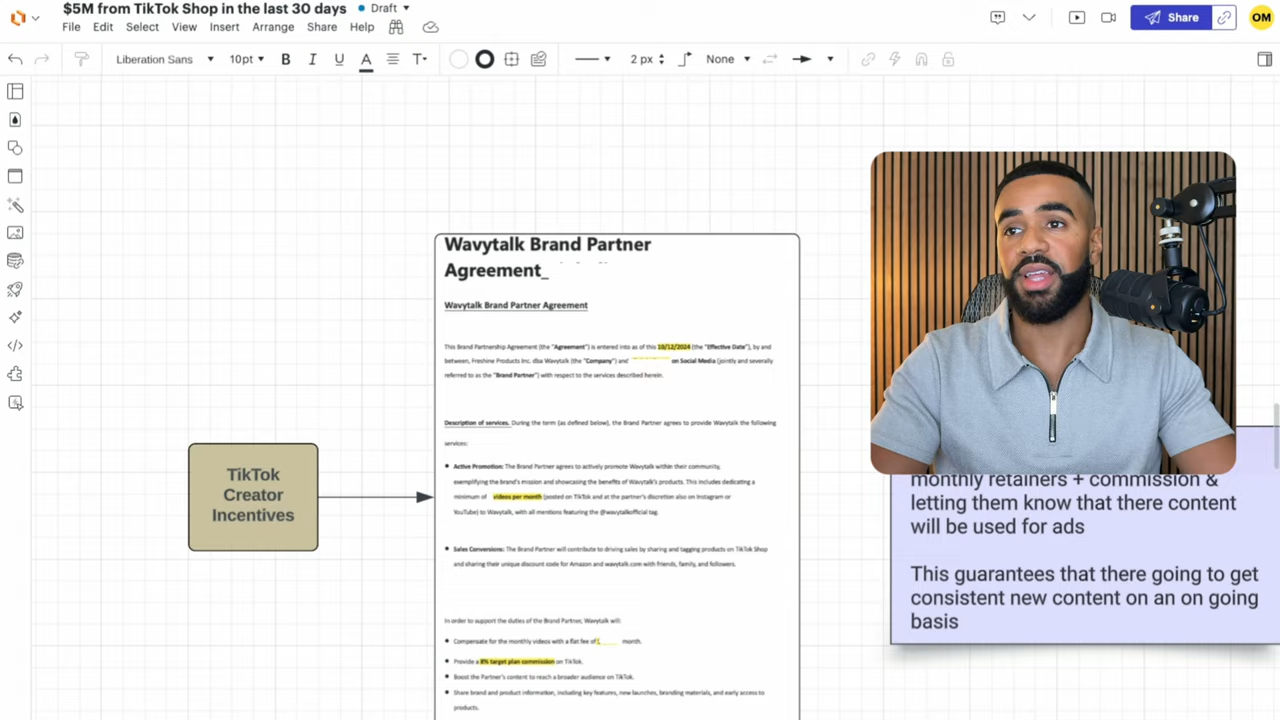 $5M from TikTok Shop in the last 30 days
Draft
File Edit Select View Insert Arrange Share Help
Share
OM
Liberation Sans
10pt
B
I
U
A
T
2 px
None
Wavytalk Brand Partner
Agreement_
Wavytalk Brand Partner Agreement
This Brand Partnership Agreement (the "Agreement") is entered into as of this 18/12/2024 (the "Effective Date"), by and
between, Freshine Products Inc. dba Wavytalk (the "Company") and on Social Media (jointly and severally
referred to as the "Brand Partner") with respect to the services described herein.
Description of services. During the term (as defined below), the Brand Partner agrees to provide Wavytalk the following
services:
Active Promotion: The Brand Partner agrees to actively promote Wavytalk within their community,
exemplifying the brand's mission and showcasing the benefits of Wavytalk's products. This includes dedicating a
minimum of videos per month (posted on TikTok and at the partner's discretion also on Instagram or
YouTube) to Wavytalk, with all mentions featuring the @wavytalkofficial tag.
Sales Conversions: The Brand Partner will contribute to driving sales by sharing and tagging products on TikTok Shop
and sharing their unique discount code for Amazon and wavytalk.com with friends, family, and followers.
In order to support the duties of the Brand Partner, Wavytalk will:
Compensate for the monthly videos with a flat fee of month.
Provide a 8% target plan commission on TikTok.
Boost the Partner's content to reach a broader audience on TikTok.
Share brand and product information, including key features, new launches, branding materials, and early access to
products.
TikTok
Creator
Incentives
monthly retainers + commission &
letting them know that there content
will be used for ads
This guarantees that there going to get
consistent new content on an on going
basis